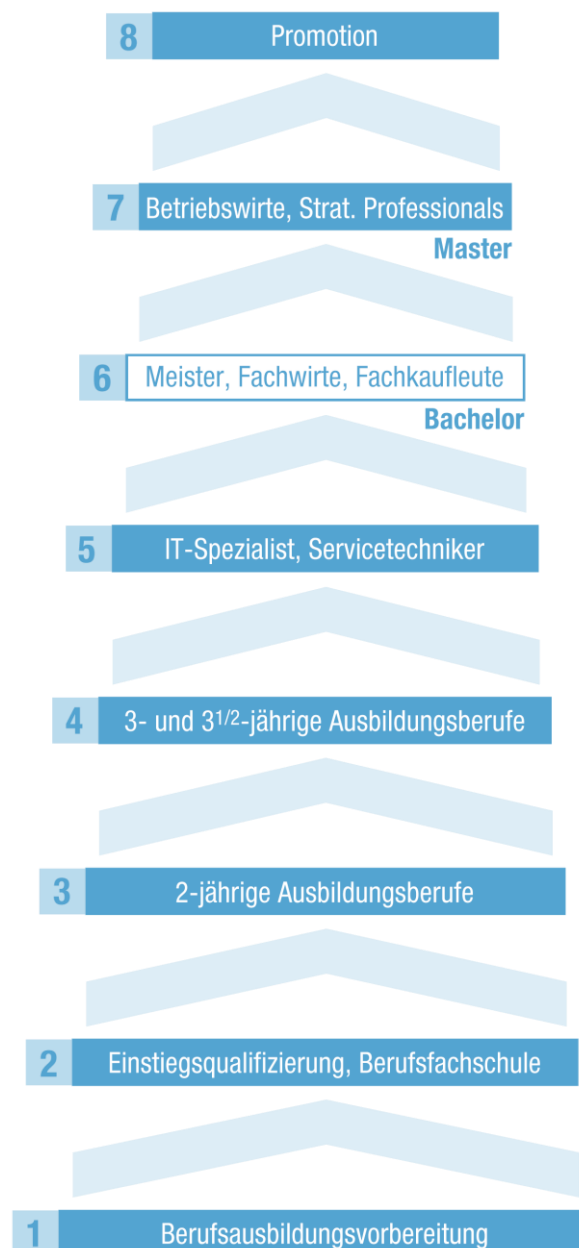 8 Promotion
7 Betriebswirte, Strat. Professionals
Master
6 Meister, Fachwirte, Fachkaufleute
Bachelor
5 IT-Spezialist, Servicetechniker
4 3- und 31/2-jährige Ausbildungsberufe
3 2-jährige Ausbildungsberufe
2 Einstiegsqualifizierung, Berufsfachschule
1 Berufsausbildungsvorbereitung